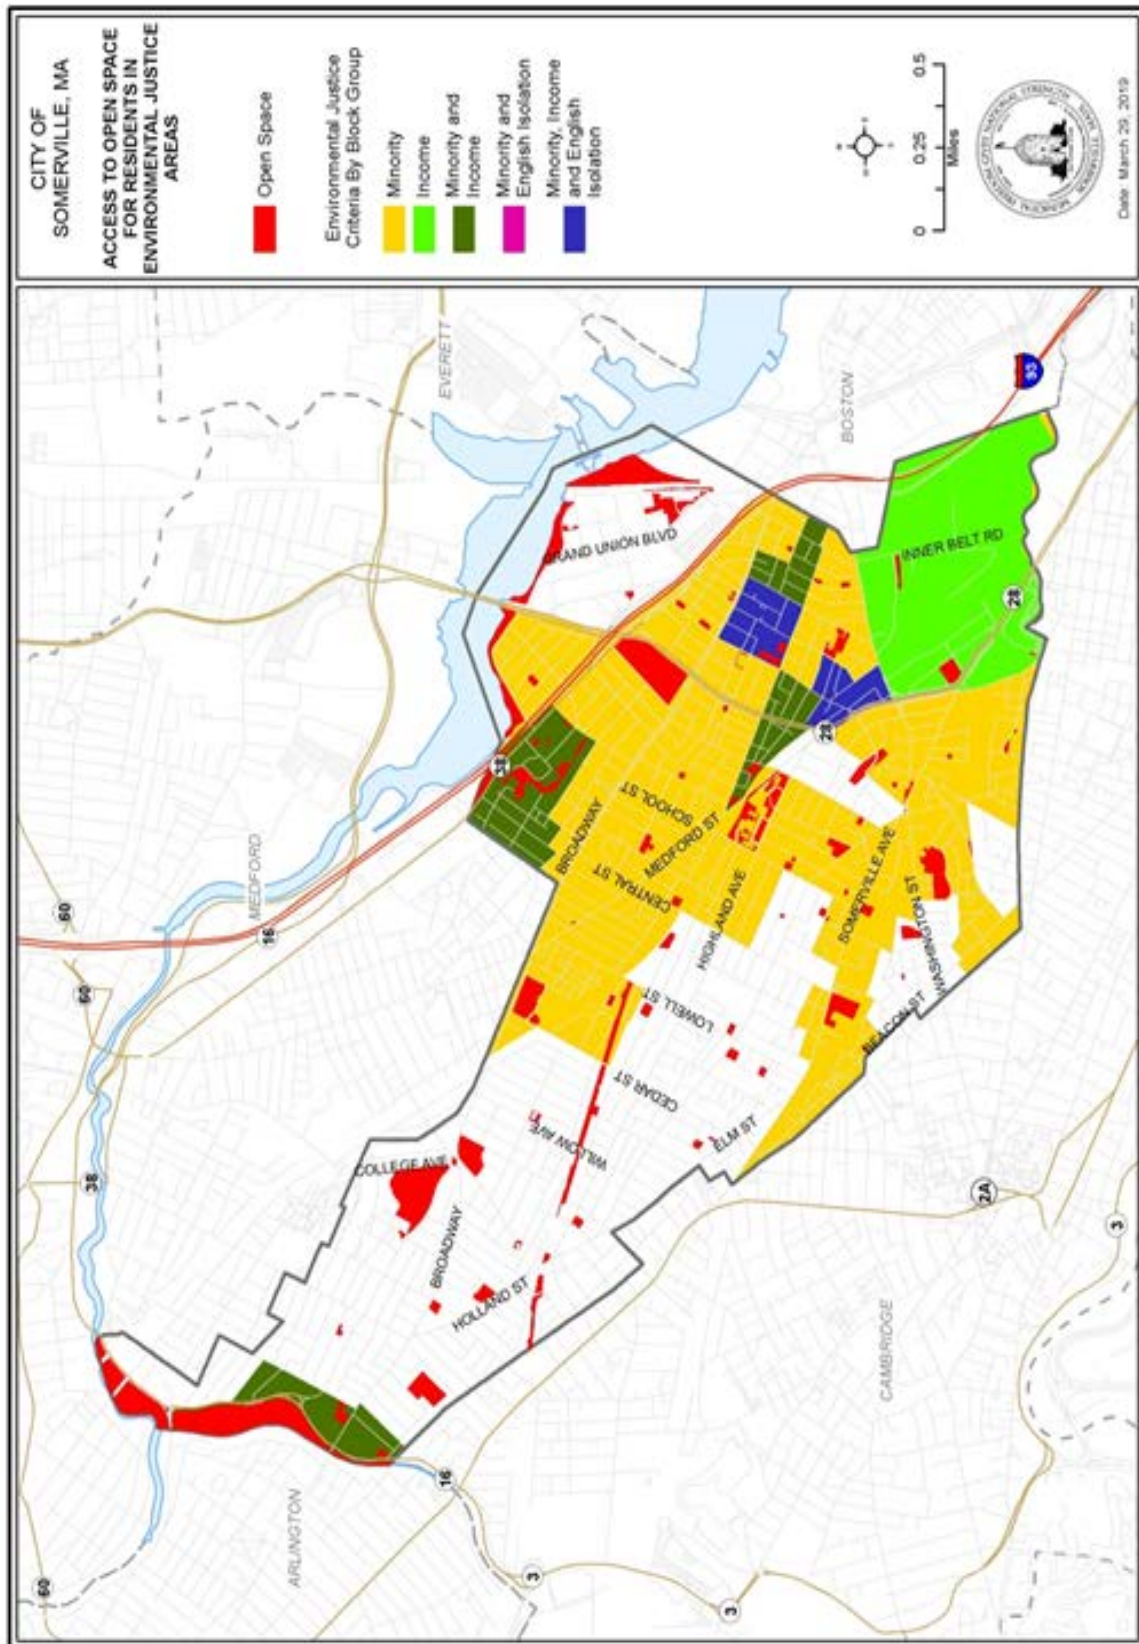 CITY OF
SOMERVILLE, MA
ACCESS TO OPEN SPACE
FOR RESIDENTS IN
ENVIRONMENTAL JUSTICE
AREAS
Open Space
Environmental Justice
Criteria By Block Group
Minority
Income
Minority and
Income
Minority and
English Isolation
Minority, Income
and English
Isolation
0 0.25 0.5
Miles
Date: March 29, 2019
60
60
60
38
16
MEDFORD
EVERETT
38
GRAND UNION BLVD
BOSTON
93
INNER BELT RD
28
28
BROADWAY
SCHOOL ST
MEDFORD ST
CENTRAL ST
HIGHLAND AVE
SOMERVILLE AVE
WASHINGTON ST
LOWELL ST
BEACON ST
CEDAR ST
WILLOW AVE
ELM ST
COLLEGE AVE
BROADWAY
HOLLAND ST
ARLINGTON
16
CAMBRIDGE
2A
3
3
3